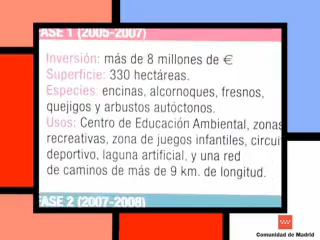 ASE 1 (2005-2007)
Inversión: más de 8 millones de €
Superficie: 330 hectáreas.
Especies: encinas, alcornoques, fresnos,
quejigos y arbustos autóctonos.
Usos: Centro de Educación Ambiental, zonas
recreativas, zona de juegos infantiles, circui
deportivo, laguna artificial, y una red
de caminos de más de 9 km. de longitud.
ASE 2 (2007-2008)
Comunidad de Madrid